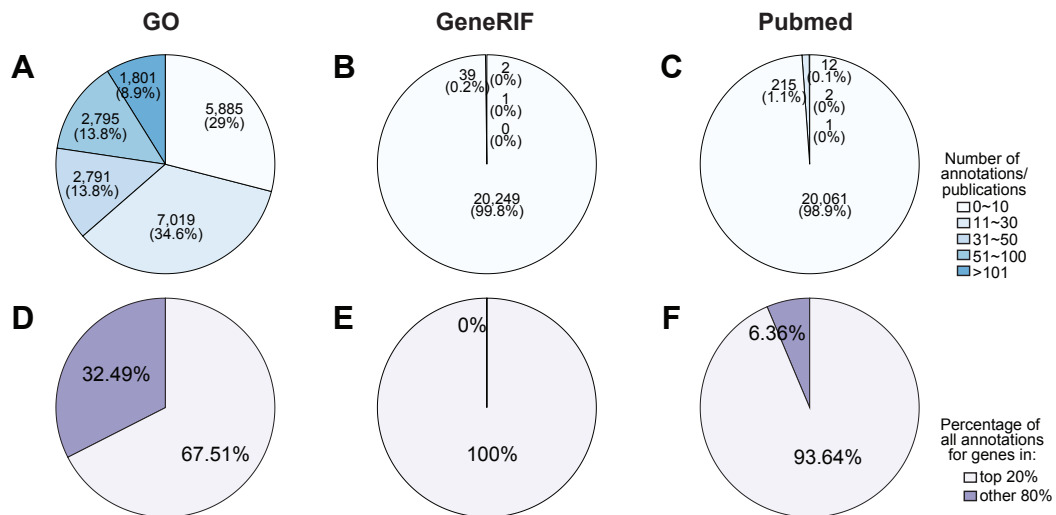 GO
GeneRIF
Pubmed
A
1,801
(8.9%)
5,885
(29%)
2,795
(13.8%)
2,791
(13.8%)
7,019
(34.6%)
B
39
(0.2%)
2
(0%)
1
(0%)
0
(0%)
20,249
(99.8%)
C
215
(1.1%)
12
(0.1%)
2
(0%)
1
(0%)
20,061
(98.9%)
Number of
annotations/
publications
0~10
11~30
31~50
51~100
>101
D
32.49%
67.51%
E
0%
100%
F
6.36%
93.64%
Percentage of
all annotations
for genes in:
top 20%
other 80%